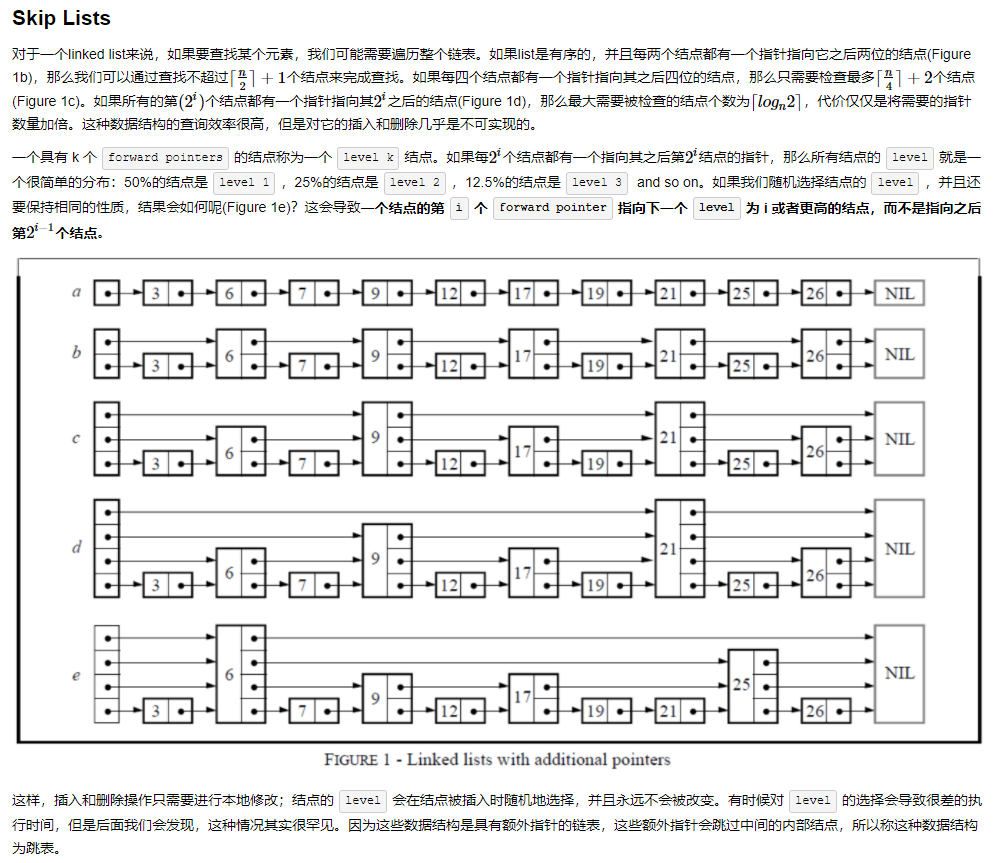 Skip Lists
对于一个linked list来说，如果要查找某个元素，我们可能需要遍历整个链表。如果list是有序的，并且每两个结点都有一个指针指向它之后两位的结点(Figure
1b)，那么我们可以通过查找不超过⌈n/2⌉ + 1个结点来完成查找。如果每四个结点都有一个指针指向其之后四位的结点，那么只需要检查最多⌈n/4⌉ + 2个结点
(Figure 1c)。如果所有的第(2^i)个结点都有一个指针指向其2^i之后的结点(Figure 1d)，那么最大需要被检查的结点个数为⌈log_n2⌉，代价仅仅是将需要的指针
数量加倍。这种数据结构的查询效率很高，但是对它的插入和删除几乎是不可实现的。
一个具有 k 个 forward pointers 的结点称为一个 level k 结点。如果每2^i个结点都有一个指向其之后第2^i结点的指针，那么所有结点的 level 就是一
个很简单的分布：50%的结点是 level 1 ，25%的结点是 level 2 ，12.5%的结点是 level 3 and so on。如果我们随机选择结点的 level ，并且还
要保持相同的性质，结果会如何呢(Figure 1e)？这会导致一个结点的第 i 个 forward pointer 指向下一个 level 为 i 或者更高的结点，而不是指向之后
第2^{i-1}个结点。
a 3 6 7 9 12 17 19 21 25 26 NIL
b 3 6 7 9 12 17 19 21 25 26 NIL
c 3 6 7 9 12 17 19 21 25 26 NIL
d 3 6 7 9 12 17 19 21 25 26 NIL
e 3 6 7 9 12 17 19 21 25 26 NIL
FIGURE 1 - Linked lists with additional pointers
这样，插入和删除操作只需要进行本地修改；结点的 level 会在结点被插入时随机地选择，并且永远不会被改变。有时候对 level 的选择会导致很差的执
行时间，但是后面我们会发现，这种情况其实很罕见。因为这些数据结构是具有额外指针的链表，这些额外指针会跳过中间的内部结点，所以称这种数据结构
为跳表。